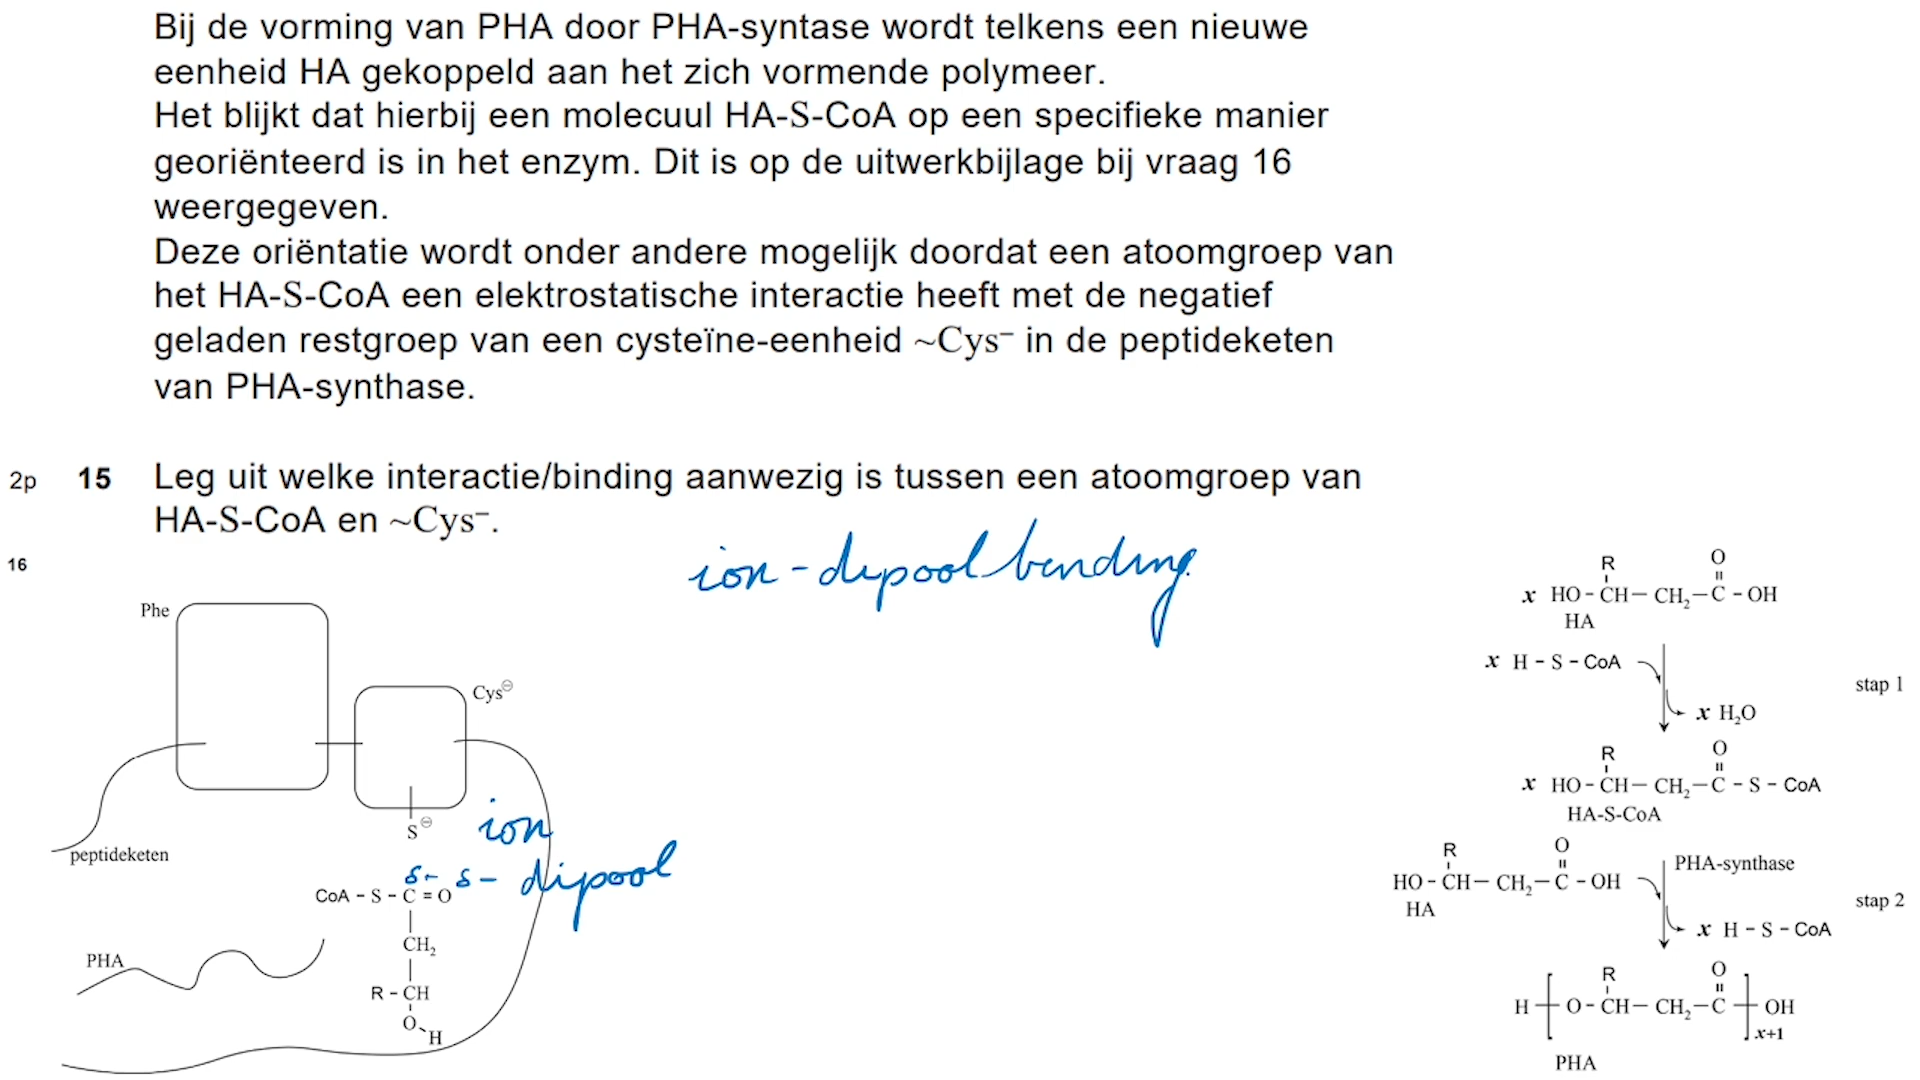 Bij de vorming van PHA door PHA-syntase wordt telkens een nieuwe
eenheid HA gekoppeld aan het zich vormende polymeer.
Het blijkt dat hierbij een molecuul HA-S-CoA op een specifieke manier
georiënteerd is in het enzym. Dit is op de uitwerkbijlage bij vraag 16
weergegeven.
Deze oriëntatie wordt onder andere mogelijk doordat een atoomgroep van
het HA-S-CoA een elektrostatische interactie heeft met de negatief
geladen restgroep van een cysteïne-eenheid ~Cys⁻ in de peptideketen
van PHA-synthase.
2p 15 Leg uit welke interactie/binding aanwezig is tussen een atoomgroep van
HA-S-CoA en ~Cys⁻.
ion-dipool binding
16
Phe
Cys⊖
S⊖
ion
peptideketen
δ- δ- dipool
CoA - S - C = O
CH₂
PHA
R - CH
O
H
R O
x HO - CH - CH₂ - C - OH
HA
x H - S - CoA
stap 1
x H₂O
R O
x HO - CH - CH₂ - C - S - CoA
HA-S-CoA
R O
PHA-synthase
HO - CH - CH₂ - C - OH
HA
stap 2
x H - S - CoA
R O
H [ O - CH - CH₂ - C ] OH
x+1
PHA